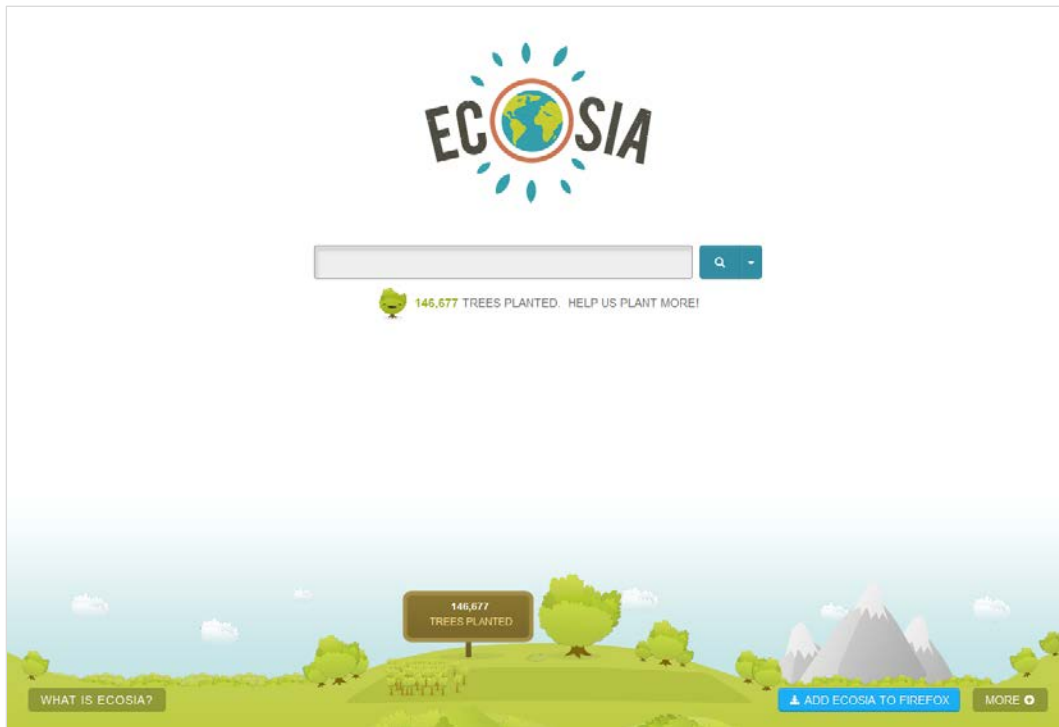 ECOSIA
146,677 TREES PLANTED. HELP US PLANT MORE!
146,677
TREES PLANTED
WHAT IS ECOSIA?
ADD ECOSIA TO FIREFOX
MORE